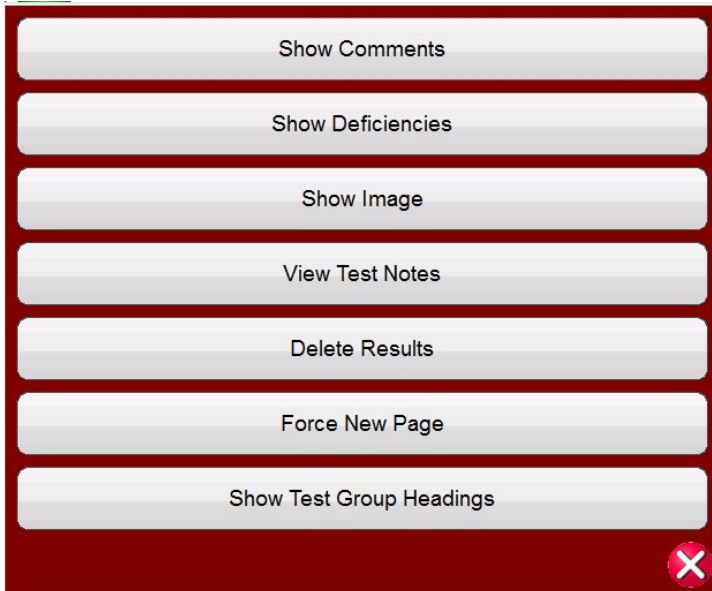 Show Comments
Show Deficiencies
Show Image
View Test Notes
Delete Results
Force New Page
Show Test Group Headings